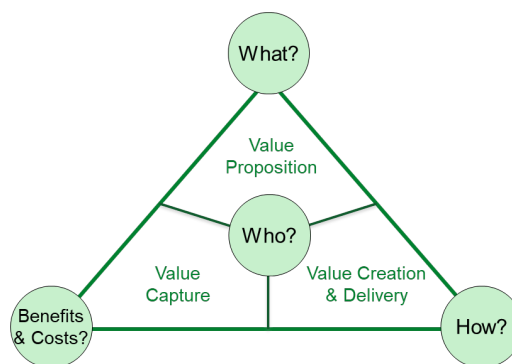 What?
Value
Proposition
Who?
Value
Capture
Value Creation
& Delivery
Benefits
& Costs?
How?